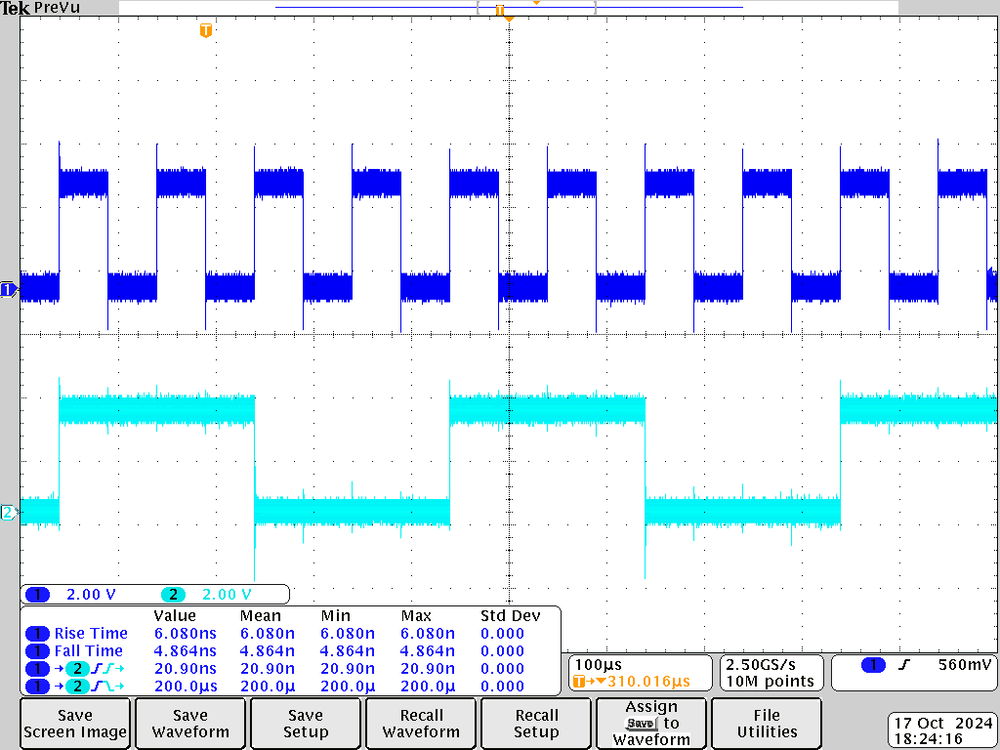 Tek PreVu
T
T
1
2
1 2.00 V 2 2.00 V
Value Mean Min Max Std Dev
1 Rise Time 6.080ns 6.080n 6.080n 6.080n 0.000
1 Fall Time 4.864ns 4.864n 4.864n 4.864n 0.000
1 → 2 20.90ns 20.90n 20.90n 20.90n 0.000
1 → 2 200.0µs 200.0µ 200.0µ 200.0µ 0.000
100µs
T→▼310.016µs
2.50GS/s
10M points
1 560mV
Save
Screen Image
Save
Waveform
Save
Setup
Recall
Waveform
Recall
Setup
Assign
Save to
Waveform
File
Utilities
17 Oct 2024
18:24:16